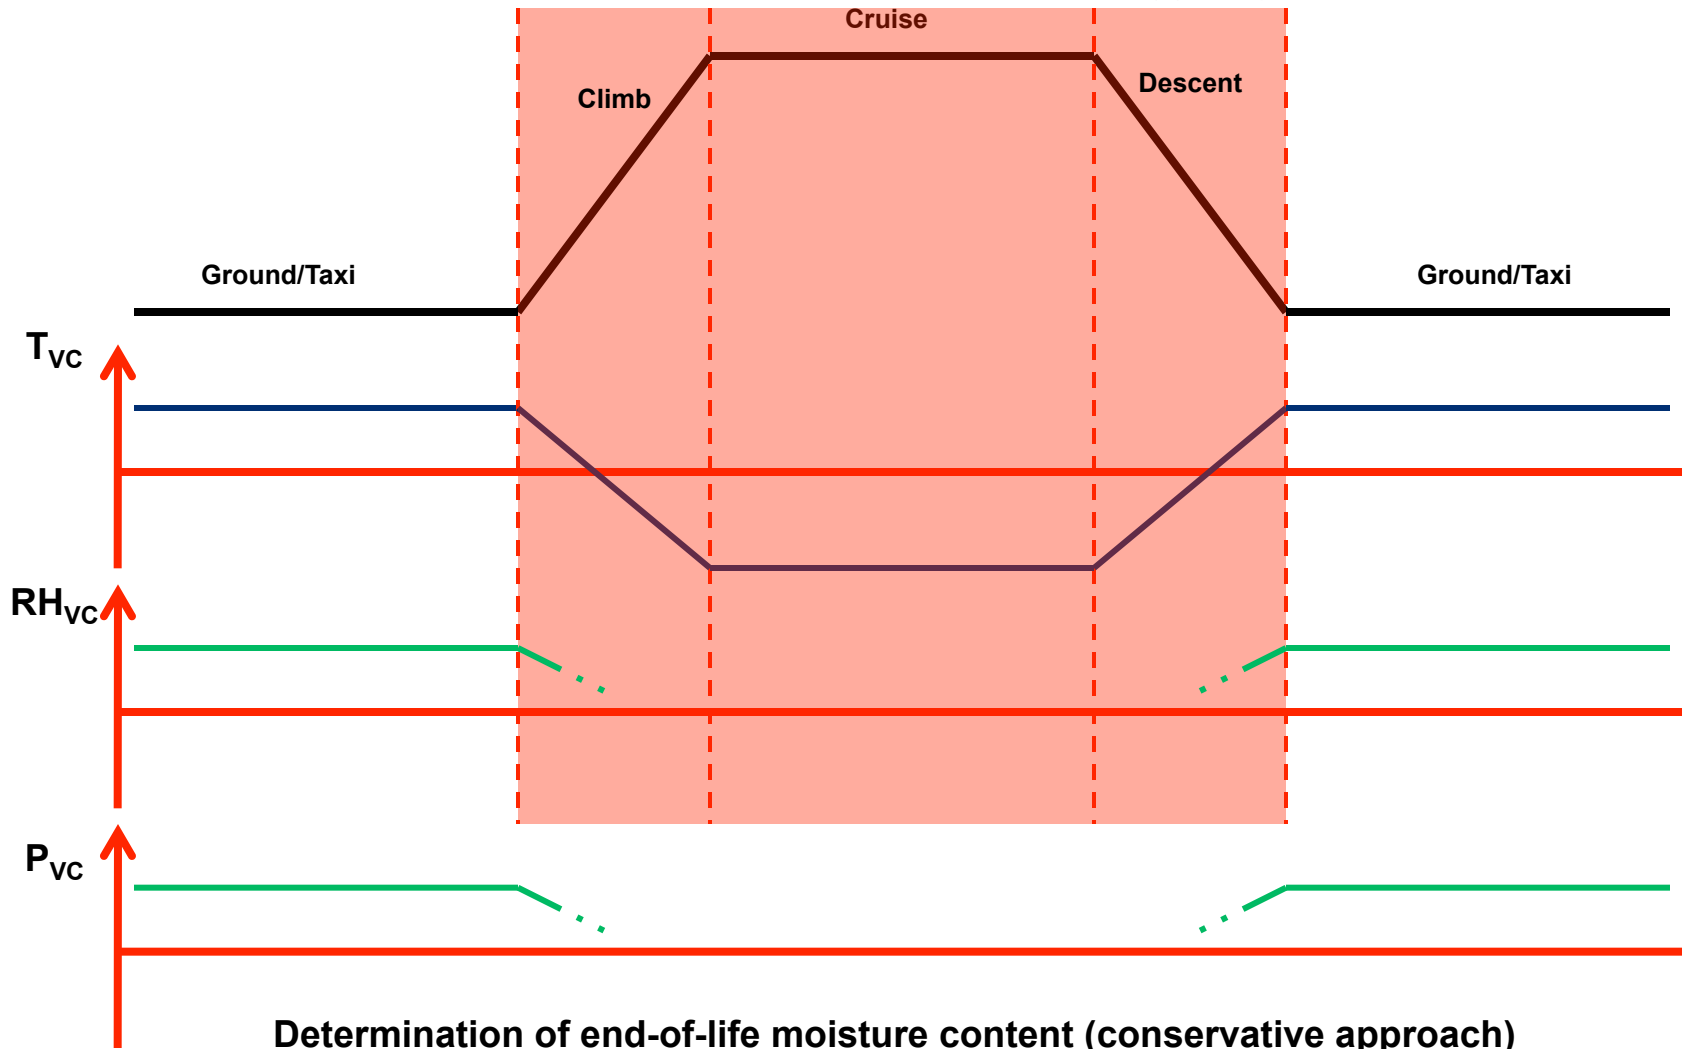 Cruise
Climb
Descent
Ground/Taxi
Ground/Taxi
TVC
RHVC
PVC
Determination of end-of-life moisture content (conservative approach)